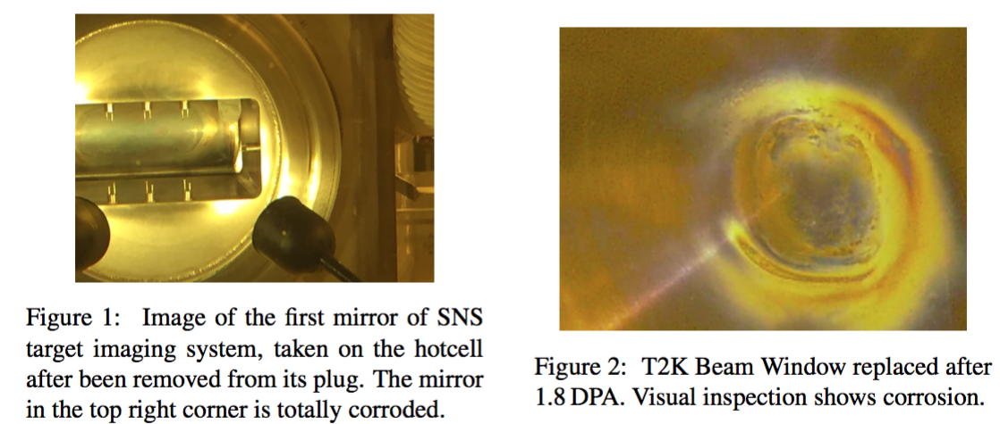 Figure 1: Image of the first mirror of SNS
target imaging system, taken on the hotcell
after been removed from its plug. The mirror
in the top right corner is totally corroded.
Figure 2: T2K Beam Window replaced after
1.8 DPA. Visual inspection shows corrosion.